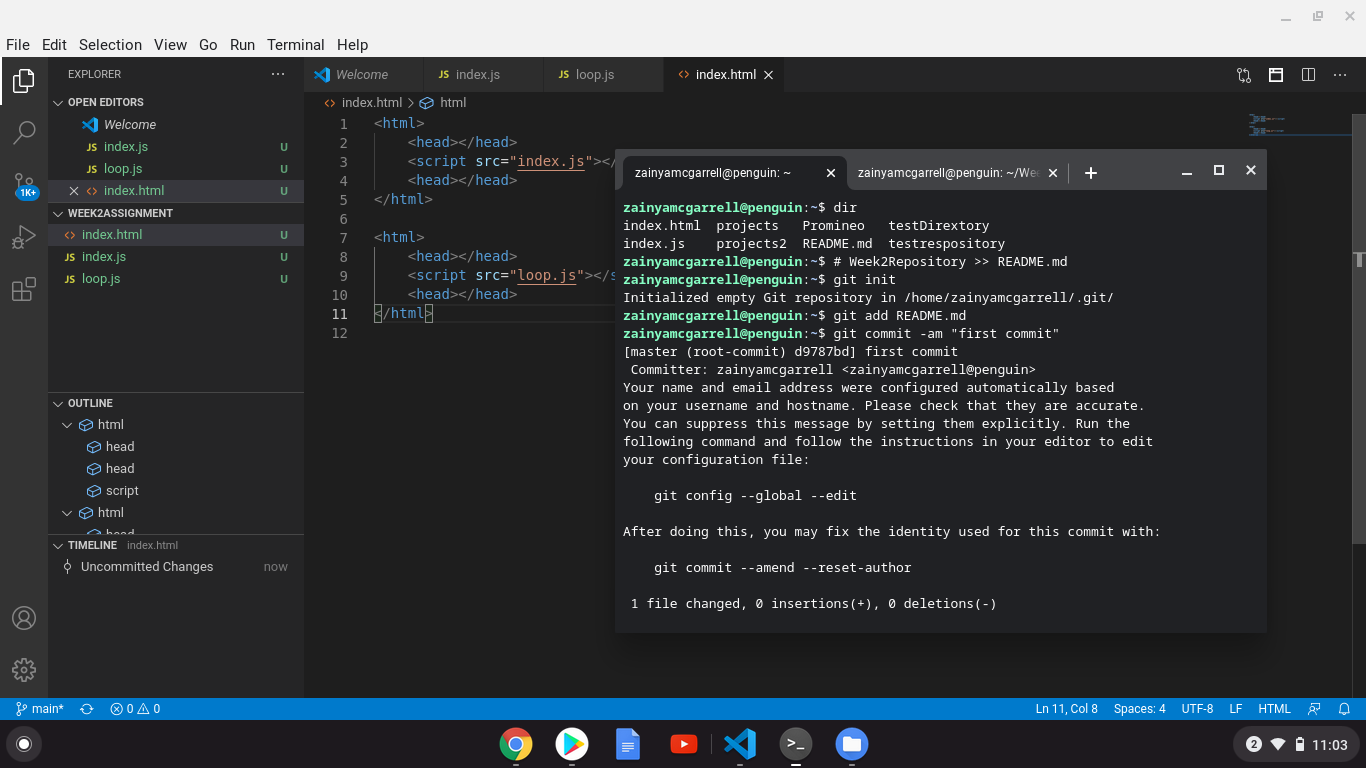 File Edit Selection View Go Run Terminal Help
EXPLORER
OPEN EDITORS
Welcome
JS index.js U
JS loop.js U
index.html U
WEEK2ASSIGNMENT
index.html U
JS index.js U
JS loop.js U
OUTLINE
html
head
head
script
html
head
TIMELINE index.html
Uncommitted Changes now
1K+
Welcome
JS index.js
JS loop.js
index.html
index.html > html
1 <html>
2 <head></head>
3 <script src="index.js"></
4 <head></head>
5 </html>
6
7 <html>
8 <head></head>
9 <script src="loop.js"></s
10 <head></head>
11 </html>
12
zainyamcgarrell@penguin: ~
zainyamcgarrell@penguin: ~/We
zainyamcgarrell@penguin:~$ dir
index.html projects Promineo testDirextory
index.js projects2 README.md testrespository
zainyamcgarrell@penguin:~$ # Week2Repository >> README.md
zainyamcgarrell@penguin:~$ git init
Initialized empty Git repository in /home/zainyamcgarrell/.git/
zainyamcgarrell@penguin:~$ git add README.md
zainyamcgarrell@penguin:~$ git commit -am "first commit"
[master (root-commit) d9787bd] first commit
Committer: zainyamcgarrell <zainyamcgarrell@penguin>
Your name and email address were configured automatically based
on your username and hostname. Please check that they are accurate.
You can suppress this message by setting them explicitly. Run the
following command and follow the instructions in your editor to edit
your configuration file:
git config --global --edit
After doing this, you may fix the identity used for this commit with:
git commit --amend --reset-author
1 file changed, 0 insertions(+), 0 deletions(-)
main* 0 0
Ln 11, Col 8 Spaces: 4 UTF-8 LF HTML
2 11:03